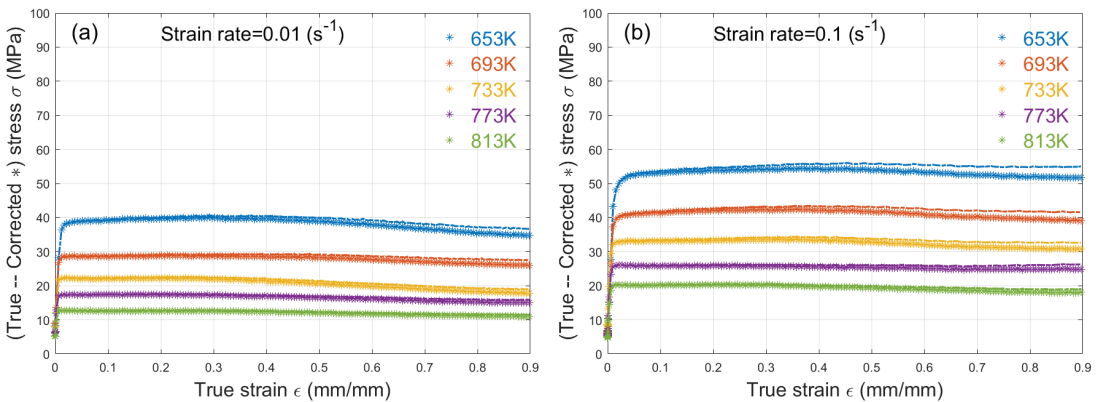 (a)
Strain rate=0.01 (s⁻¹)
653K
693K
733K
773K
813K
100
90
80
70
60
50
40
30
20
10
0
0
0.1
0.2
0.3
0.4
0.5
0.6
0.7
0.8
0.9
(True -- Corrected *) stress σ (MPa)
True strain ϵ (mm/mm)
(b)
Strain rate=0.1 (s⁻¹)
653K
693K
733K
773K
813K
100
90
80
70
60
50
40
30
20
10
0
0
0.1
0.2
0.3
0.4
0.5
0.6
0.7
0.8
0.9
(True -- Corrected *) stress σ (MPa)
True strain ϵ (mm/mm)